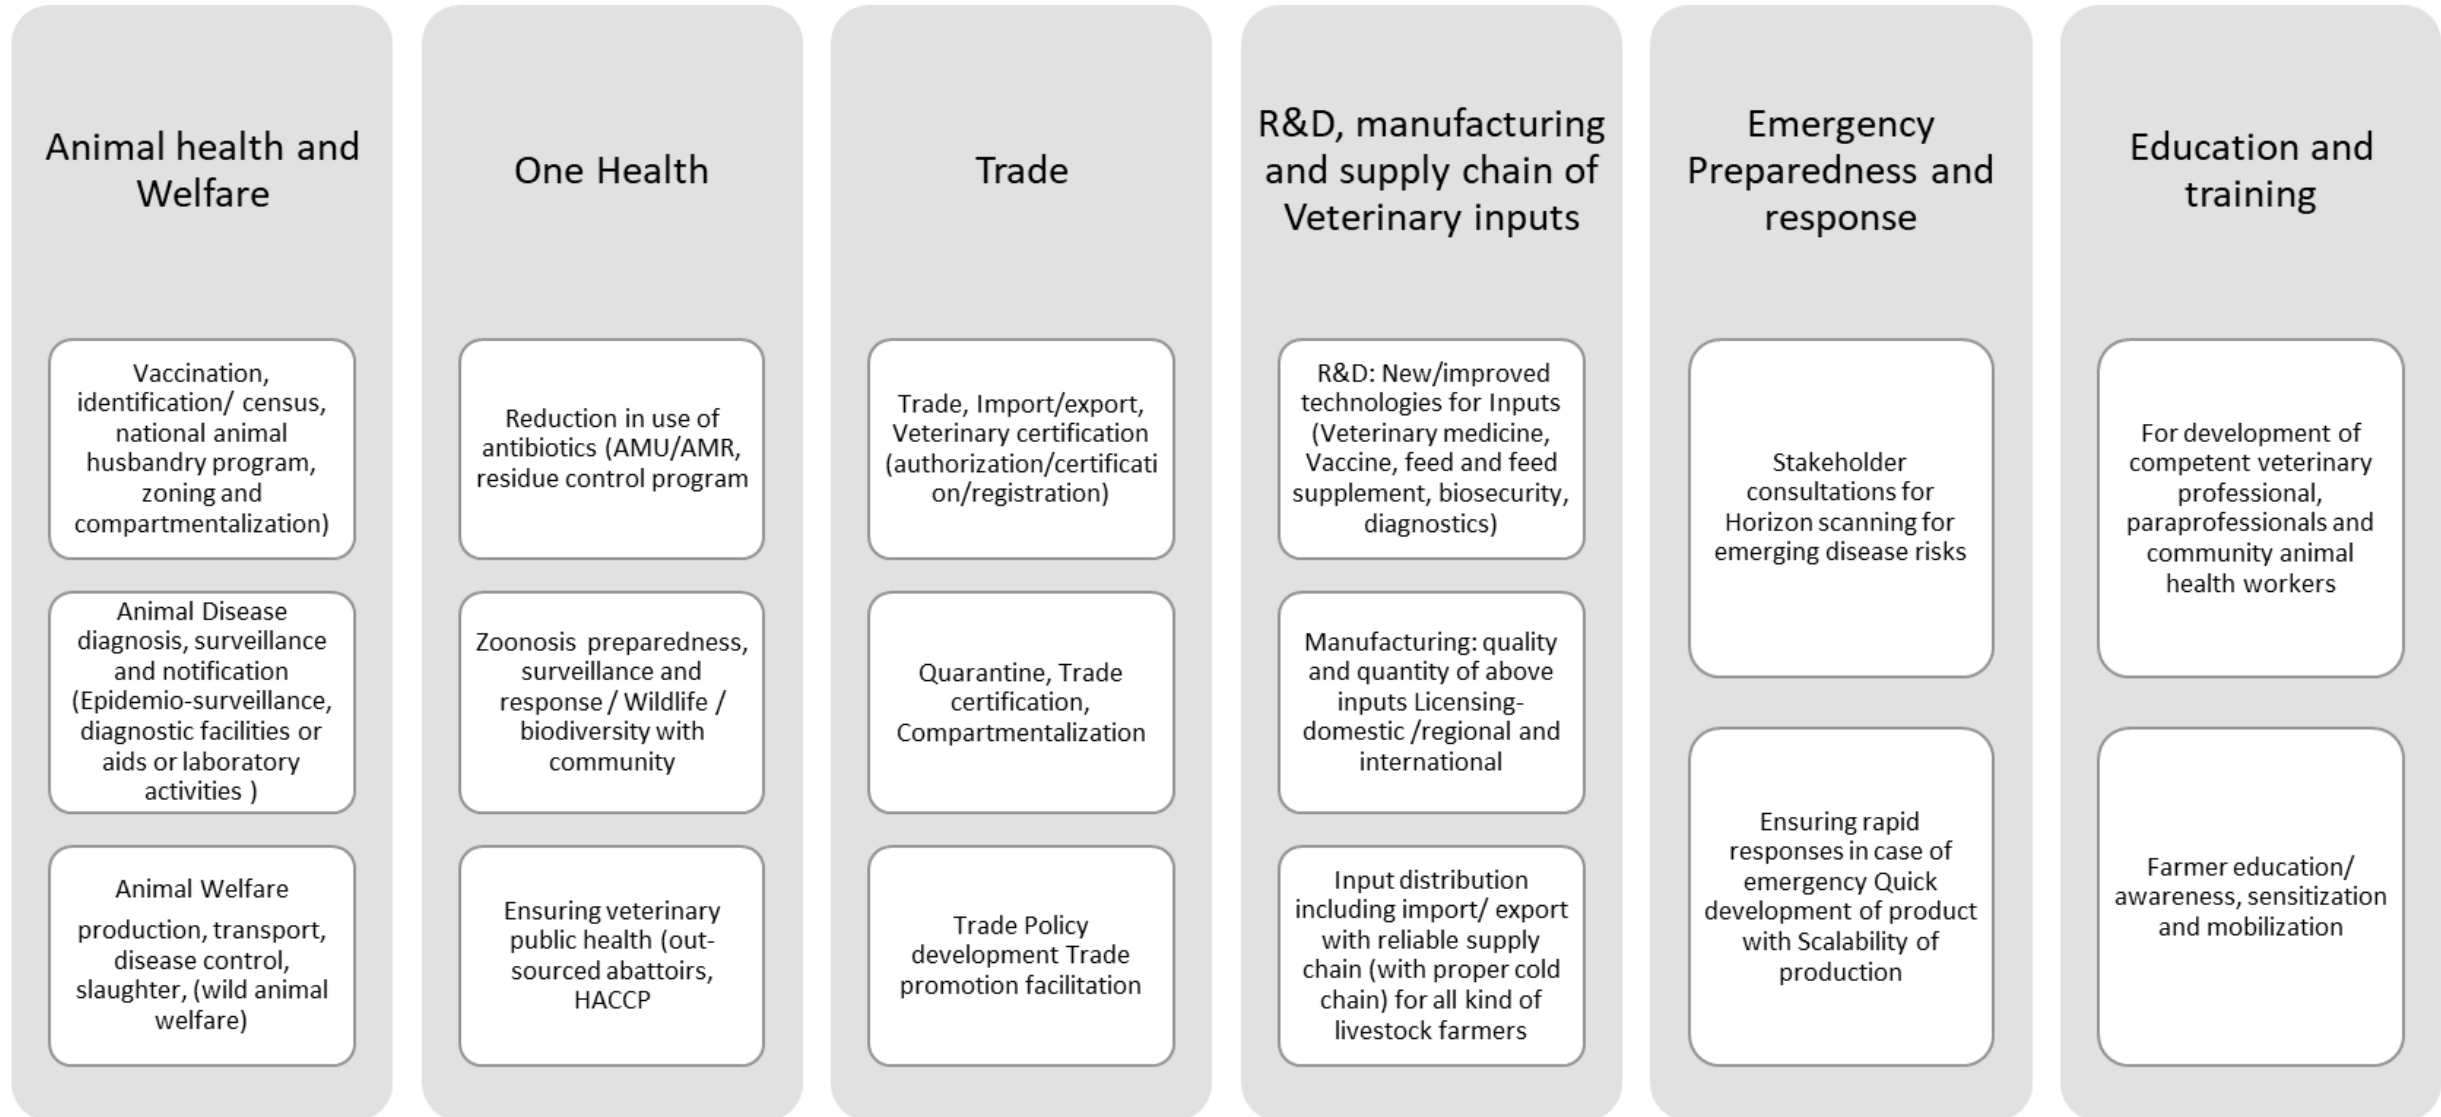 Animal health and
Welfare
Vaccination,
identification/ census,
national animal
husbandry program,
zoning and
compartmentalization)
Animal Disease
diagnosis, surveillance
and notification
(Epidemio-surveillance,
diagnostic facilities or
aids or laboratory
activities )
Animal Welfare
production, transport,
disease control,
slaughter, (wild animal
welfare)
One Health
Reduction in use of
antibiotics (AMU/AMR,
residue control program
Zoonosis preparedness,
surveillance and
response / Wildlife /
biodiversity with
community
Ensuring veterinary
public health (out-
sourced abattoirs,
HACCP
Trade
Trade, Import/export,
Veterinary certification
(authorization/certificati
on/registration)
Quarantine, Trade
certification,
Compartmentalization
Trade Policy
development Trade
promotion facilitation
R&D, manufacturing
and supply chain of
Veterinary inputs
R&D: New/improved
technologies for Inputs
(Veterinary medicine,
Vaccine, feed and feed
supplement, biosecurity,
diagnostics)
Manufacturing: quality
and quantity of above
inputs Licensing-
domestic /regional and
international
Input distribution
including import/ export
with reliable supply
chain (with proper cold
chain) for all kind of
livestock farmers
Emergency
Preparedness and
response
Stakeholder
consultations for
Horizon scanning for
emerging disease risks
Ensuring rapid
responses in case of
emergency Quick
development of product
with Scalability of
production
Education and
training
For development of
competent veterinary
professional,
paraprofessionals and
community animal
health workers
Farmer education/
awareness, sensitization
and mobilization